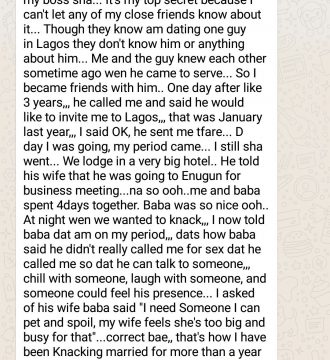 my boss sha... It's my top secret because I
can't let any of my close friends know about
it... Though they know am dating one guy
in Lagos they don't know him or anything
about him... Me and the guy knew each other
sometime ago wen he came to serve... So I
became friends with him.. One day after like
3 years,,, he called me and said he would
like to invite me to Lagos,,, that was January
last year,,, I said OK, he sent me tfare... D
day I was going, my period came... I still sha
went... We lodge in a very big hotel.. He told
his wife that he was going to Enugun for
business meeting...na so ooh..me and baba
spent 4days together. Baba was so nice ooh..
At night wen we wanted to knack,,, I now told
baba dat am on my period,,, dats how baba
said he didn't really called me for sex dat he
called me so dat he can talk to someone,,,
chill with someone, laugh with someone, and
someone could feel his presence... I asked
of his wife baba said "I need Someone I can
pet and spoil, my wife feels she's too big and
busy for that"...correct bae,, that's how I have
been Knacking married for more than a year